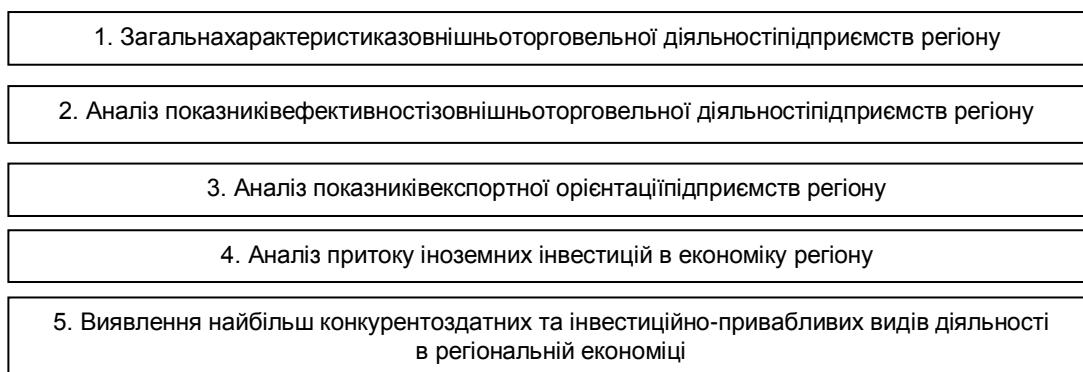 1. Загальнахарактеристиказовнішньоторговельної діяльностіпідприємств регіону
2. Аналіз показниківефективностізовнішньоторговельної діяльностіпідприємств регіону
3. Аналіз показниківекспортної орієнтаціїпідприємств регіону
4. Аналіз притоку іноземних інвестицій в економіку регіону
5. Виявлення найбільш конкурентоздатних та інвестиційно-привабливих видів діяльності
в регіональній економіці